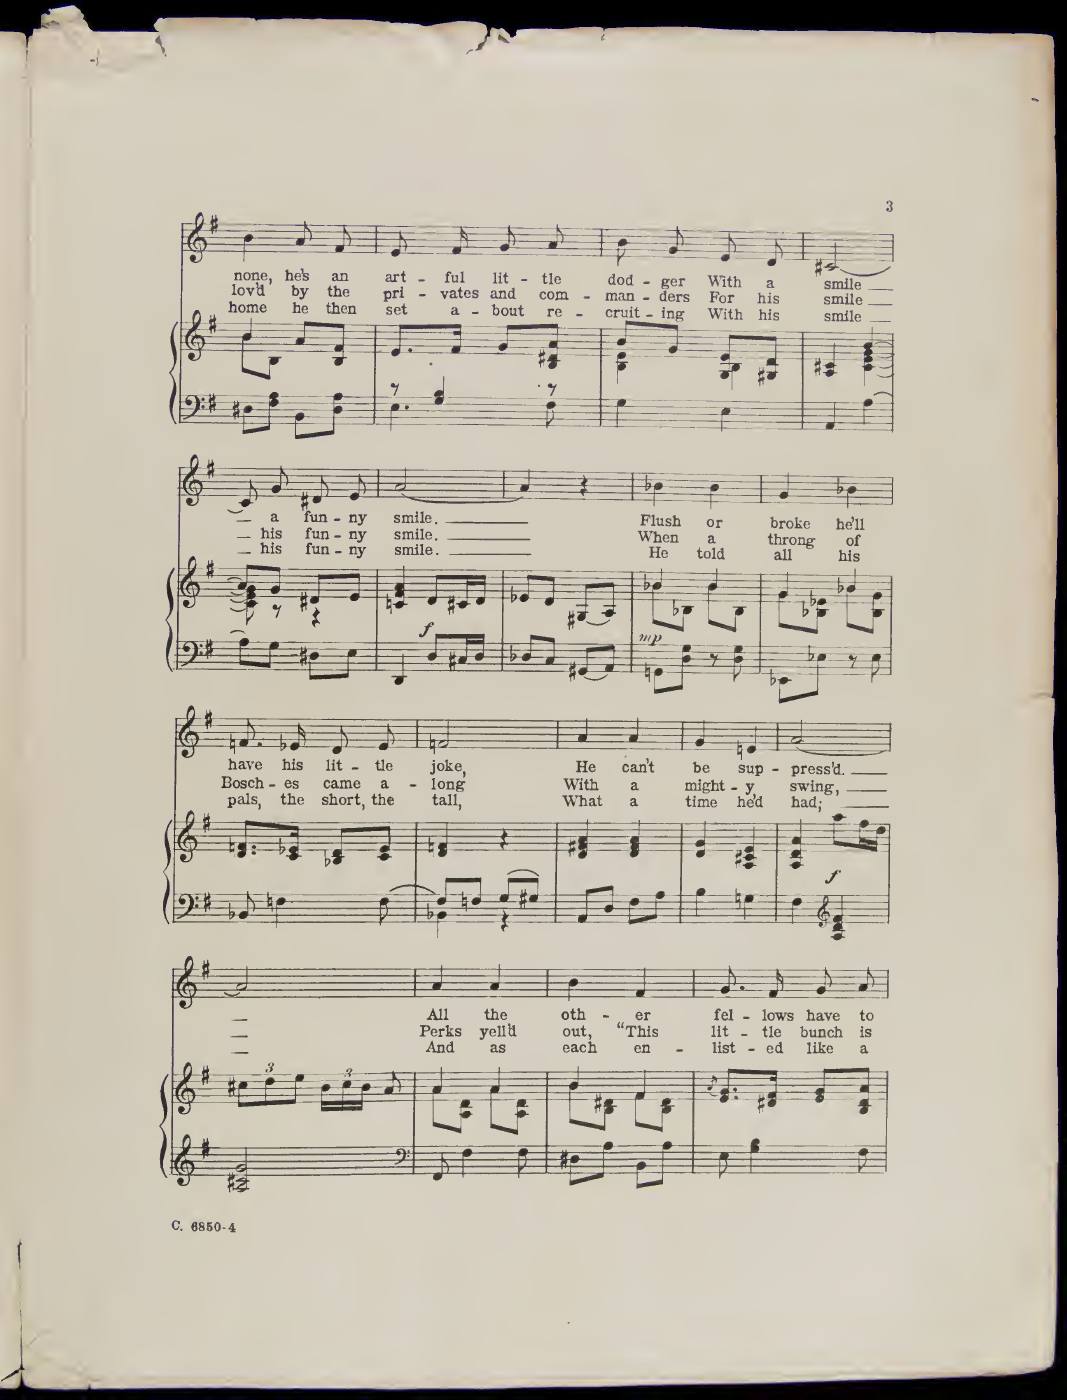 3
none, he's an art - ful lit - tle dod - ger With a smile
lov'd by the pri - vates and com - man - ders For his smile
home he then set a - bout re - cruit - ing With his smile
a fun - ny smile. Flush or broke he'll
his fun - ny smile. When a throng of
his fun - ny smile. He told all his
f
mp
have his lit - tle joke, He can't be sup - press'd.
Bosch - es came a - long With a might - y swing,
pals, the short, the tall, What a time he'd had;
f
All the oth - er fel - lows have to
Perks yell'd out, "This lit - tle bunch is
And as each en - list - ed like a
3 3
C. 6850-4